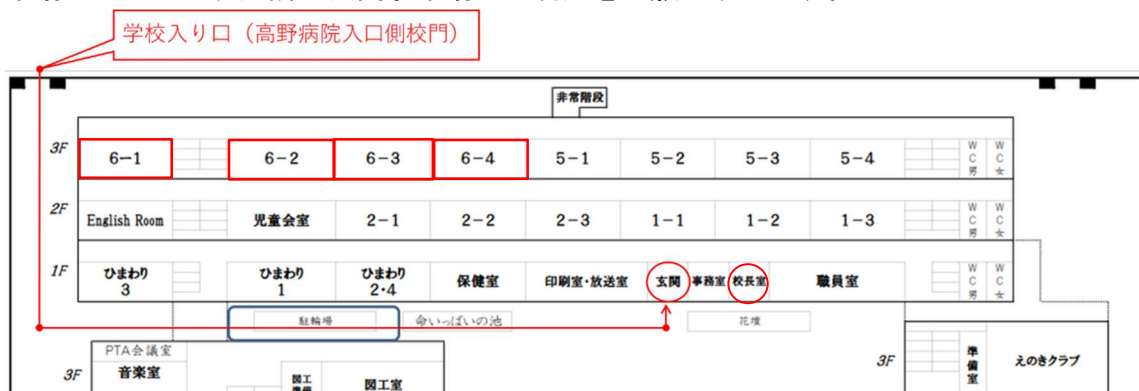 学校入り口（高野病院入口側校門）
非常階段
3F 6－1 6－2 6－3 6－4 5－1 5－2 5－3 5－4 WC男 WC女
2F English Room 児童会室 2－1 2－2 2－3 1－1 1－2 1－3 WC男 WC女
1F ひまわり3 ひまわり1 ひまわり2・4 保健室 印刷室・放送室 玄関 事務室 校長室 職員室 WC男 WC女
駐輪場 命いっぱいの池 花壇
PTA会議室
3F 音楽室 図工 図工室 3F 準備室 えのきクラブ